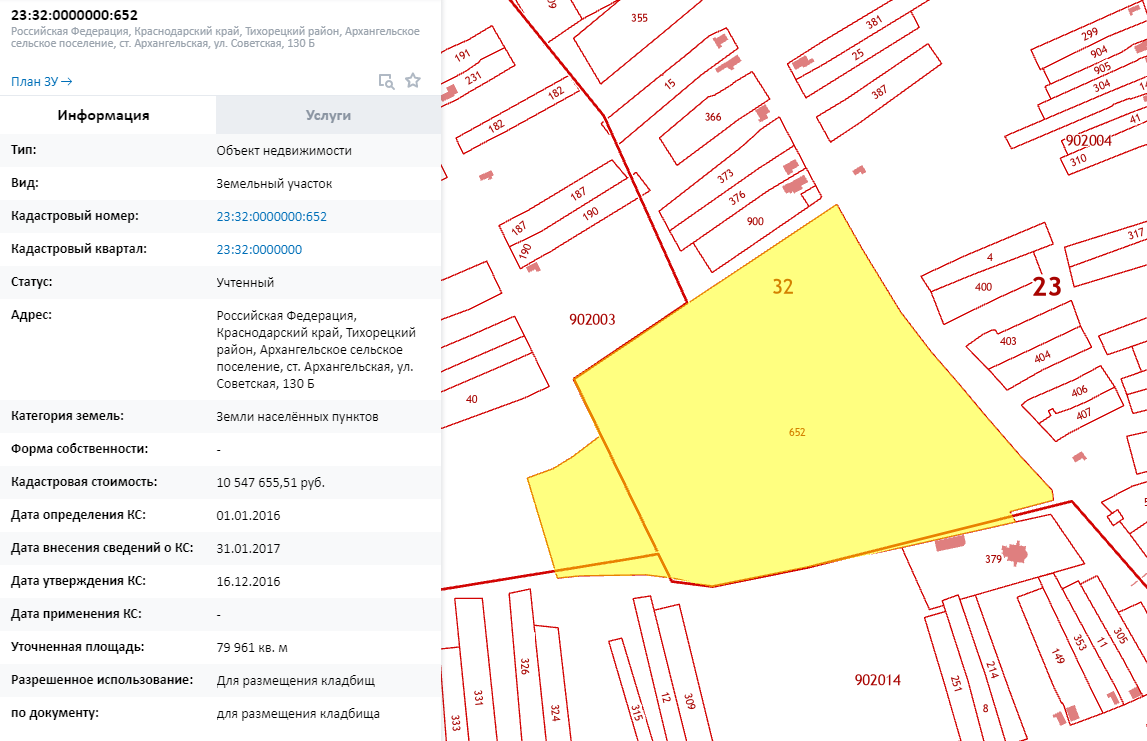 23:32:0000000:652
Российская Федерация, Краснодарский край, Тихорецкий район, Архангельское
сельское поселение, ст. Архангельская, ул. Советская, 130 Б
План ЗУ →
Информация
Услуги
Тип:
Объект недвижимости
Вид:
Земельный участок
Кадастровый номер:
23:32:0000000:652
Кадастровый квартал:
23:32:0000000
Статус:
Учтенный
Адрес:
Российская Федерация,
Краснодарский край, Тихорецкий
район, Архангельское сельское
поселение, ст. Архангельская, ул.
Советская, 130 Б
Категория земель:
Земли населённых пунктов
Форма собственности:
-
Кадастровая стоимость:
10 547 655,51 руб.
Дата определения КС:
01.01.2016
Дата внесения сведений о КС:
31.01.2017
Дата утверждения КС:
16.12.2016
Дата применения КС:
-
Уточненная площадь:
79 961 кв. м
Разрешенное использование:
Для размещения кладбищ
по документу:
для размещения кладбища
355
381
299
191
25
904
231
905
15
304
182
387
182
366
41
902004
310
373
187
376
190
187
900
317
190
4
32
400
23
902003
403
404
406
40
407
652
379
305
353
11
326
149
214
902014
251
331
12
309
8
324
315
333